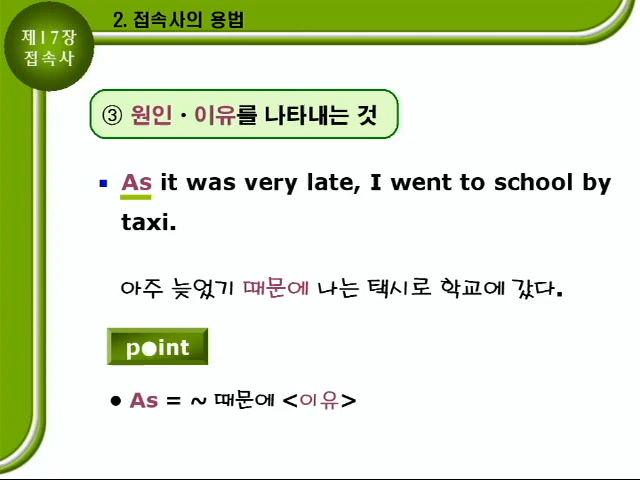 제17장
접속사
2. 접속사의 용법
③ 원인·이유를 나타내는 것
As it was very late, I went to school by
taxi.
아주 늦었기 때문에 나는 택시로 학교에 갔다.
point
● As = ~ 때문에 <이유>